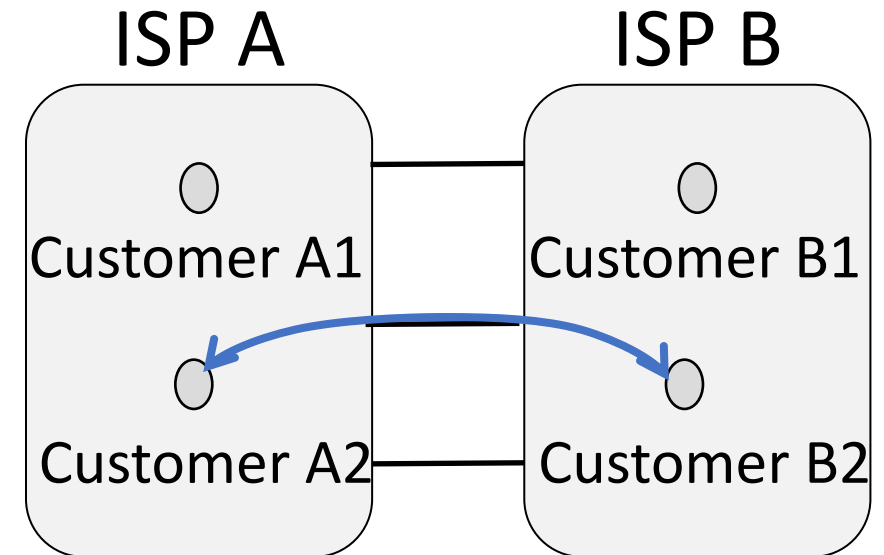 ISP A
ISP B
Customer A1
Customer B1
Customer A2
Customer B2